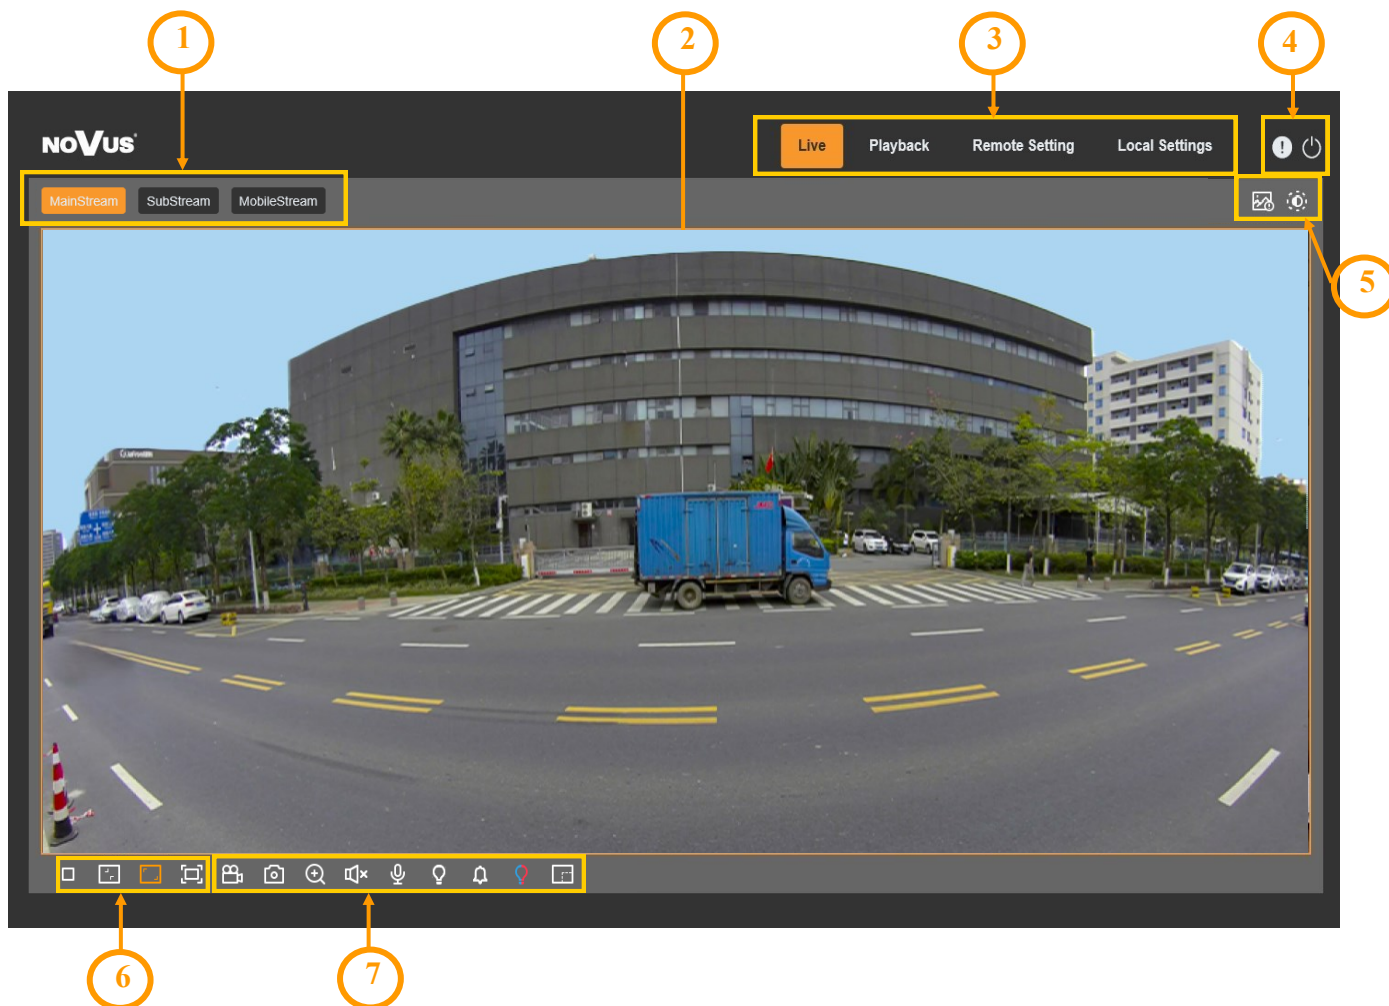 1 2 3 4
NOVUS
Live Playback Remote Setting Local Settings
MainStream SubStream MobileStream
5
6 7